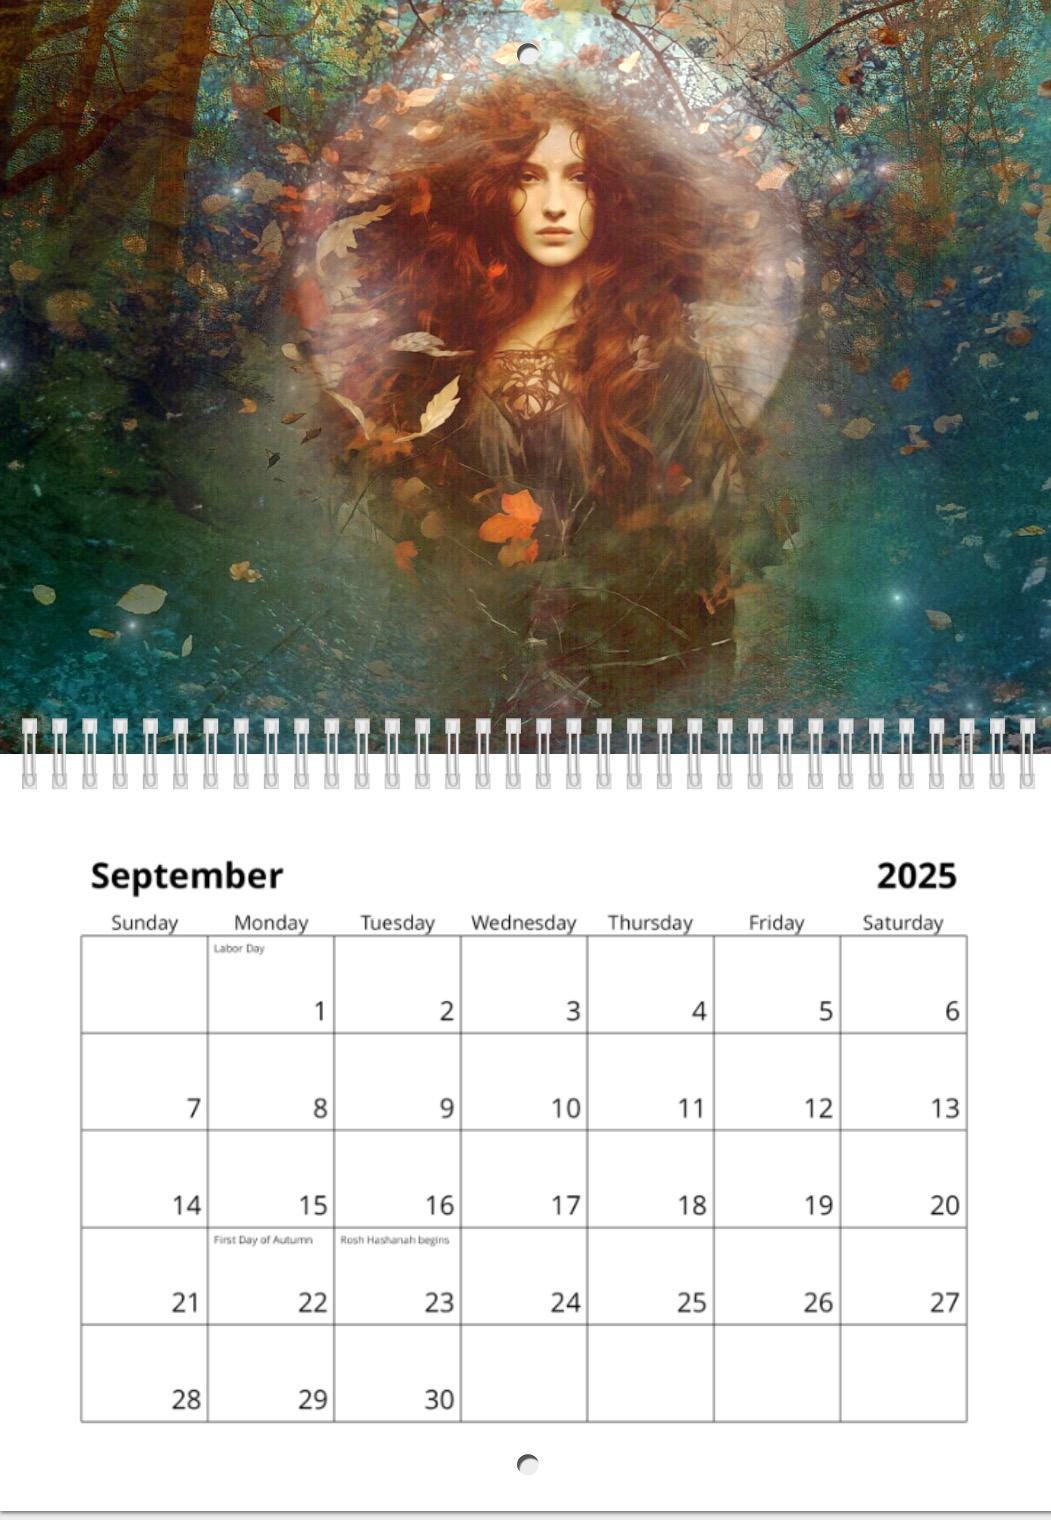 September 2025
Sunday Monday Tuesday Wednesday Thursday Friday Saturday
Labor Day
1 2 3 4 5 6
7 8 9 10 11 12 13
14 15 16 17 18 19 20
First Day of Autumn Rosh Hashanah begins
21 22 23 24 25 26 27
28 29 30